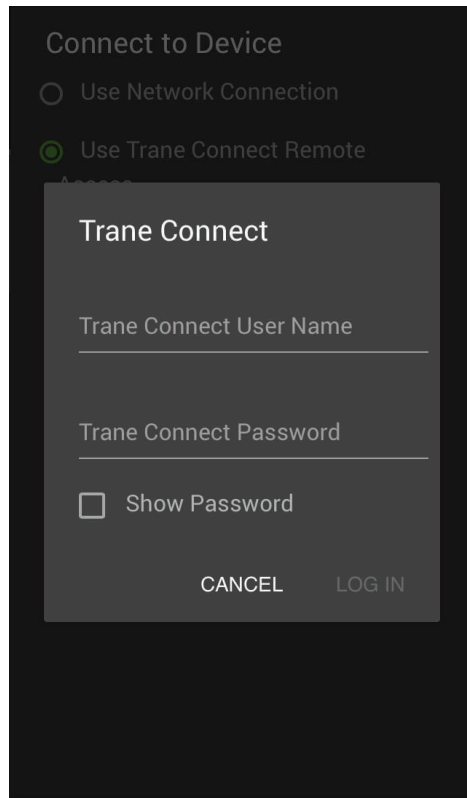 Connect to Device
Use Network Connection
Use Trane Connect Remote
Access
Trane Connect
Trane Connect User Name
Trane Connect Password
Show Password
CANCEL
LOG IN